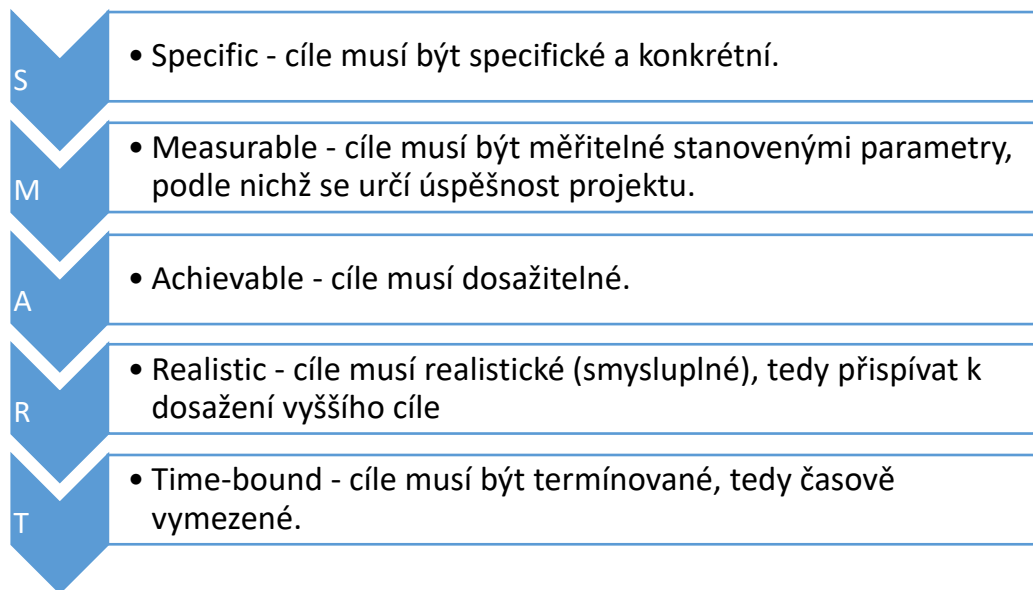 S
• Specific - cíle musí být specifické a konkrétní.
M
• Measurable - cíle musí být měřitelné stanovenými parametry,
podle nichž se určí úspěšnost projektu.
A
• Achievable - cíle musí dosažitelné.
R
• Realistic - cíle musí realistické (smysluplné), tedy přispívat k
dosažení vyššího cíle
T
• Time-bound - cíle musí být termínované, tedy časově
vymezené.